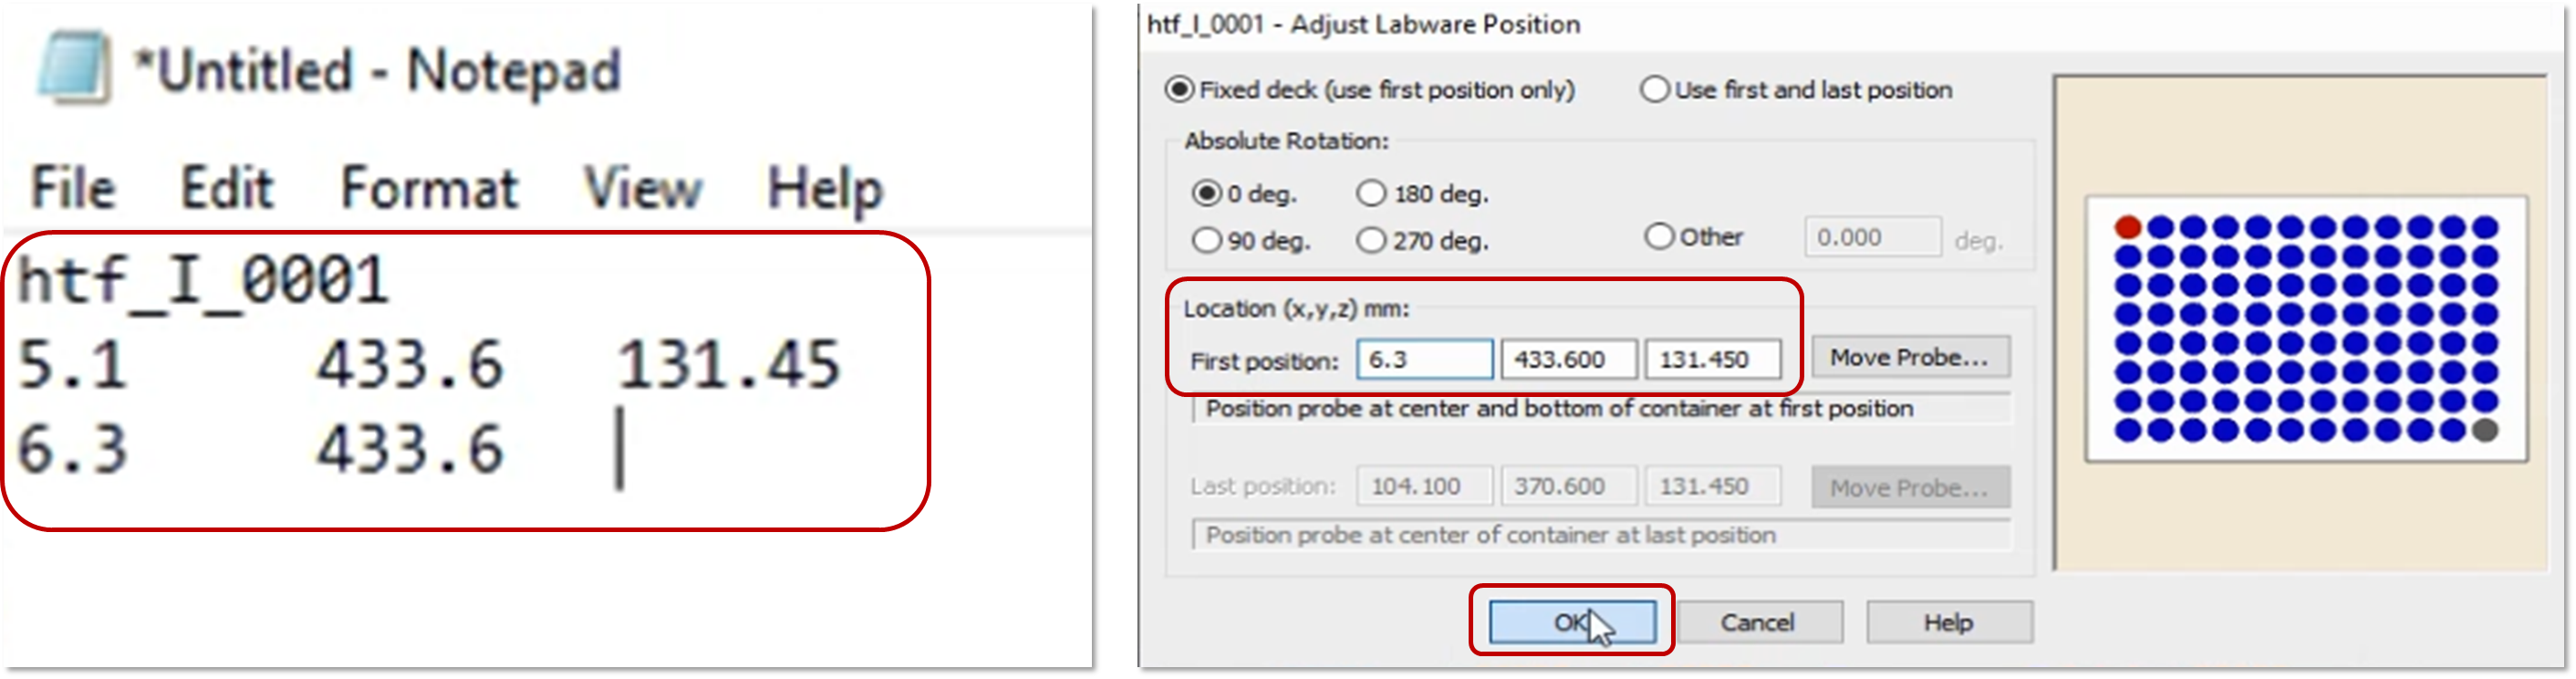 *Untitled - Notepad
File Edit Format View Help
htf_I_0001
5.1 433.6 131.45
6.3 433.6
htf_I_0001 - Adjust Labware Position
Fixed deck (use first position only) Use first and last position
Absolute Rotation:
0 deg. 180 deg.
90 deg. 270 deg. Other 0.000 deg.
Location (x,y,z) mm:
First position: 6.3 433.600 131.450 Move Probe...
Position probe at center and bottom of container at first position
Last position: 104.100 370.600 131.450 Move Probe...
Position probe at center of container at last position
OK Cancel Help